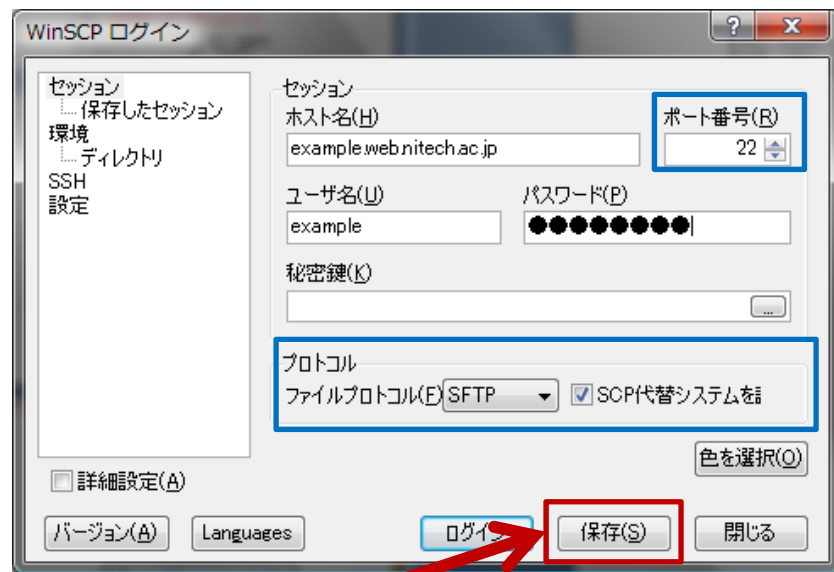 WinSCP ログイン
セッション
保存したセッション
環境
ディレクトリ
SSH
設定
セッション
ホスト名(H)
ポート番号(R)
example.web.nitech.ac.jp
22
ユーザ名(U)
パスワード(P)
example
●●●●●●●●
秘密鍵(K)
...
プロトコル
ファイルプロトコル(F) SFTP
SCP代替システムを
色を選択(O)
詳細設定(A)
バージョン(A)
Languages
ログイン
保存(S)
閉じる